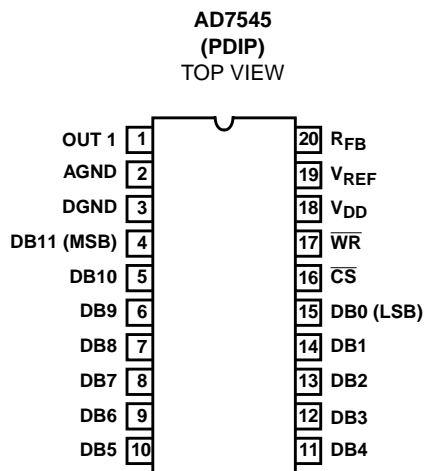 AD7545
(PDIP)
TOP VIEW
OUT 1 1 20 RFB
AGND 2 19 VREF
DGND 3 18 VDD
DB11 (MSB) 4 17 WR
DB10 5 16 CS
DB9 6 15 DB0 (LSB)
DB8 7 14 DB1
DB7 8 13 DB2
DB6 9 12 DB3
DB5 10 11 DB4